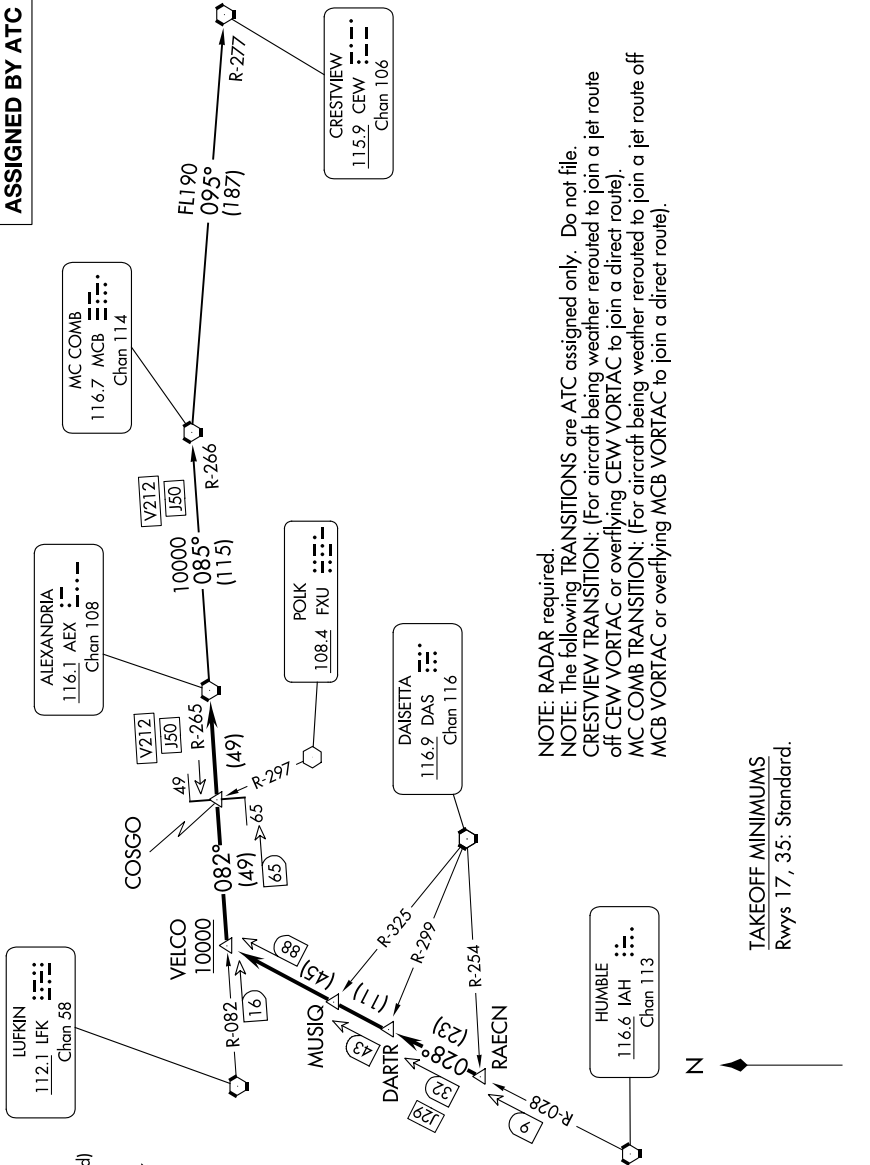 ASSIGNED BY ATC
CRESTVIEW
115.9 CEW
Chan 106
R-277
FL190
095°
(187)
MC COMB
116.7 MCB
Chan 114
R-266
V212
J50
10000
085°
(115)
ALEXANDRIA
116.1 AEX
Chan 108
POLK
108.4 FXU
V212
J50
R-265
(49)
49
R-297
65
65
COSGO
082°
(49)
DAISETTA
116.9 DAS
Chan 116
R-325
R-299
R-254
VELCO
10000
LUFKIN
112.1 LFK
Chan 58
R-082
16
88
(45)
MUSIQ
(11)
43
DARTR
028°
(23)
32
J29
RAECN
9
R-028
HUMBLE
116.6 IAH
Chan 113
N
NOTE: RADAR required.
NOTE: The following TRANSITIONS are ATC assigned only. Do not file.
CRESTVIEW TRANSITION: (For aircraft being weather rerouted to join a jet route
off CEW VORTAC or overflying CEW VORTAC to join a direct route).
MC COMB TRANSITION: (For aircraft being weather rerouted to join a jet route off
MCB VORTAC or overflying MCB VORTAC to join a direct route).
TAKEOFF MINIMUMS
Rwys 17, 35: Standard.